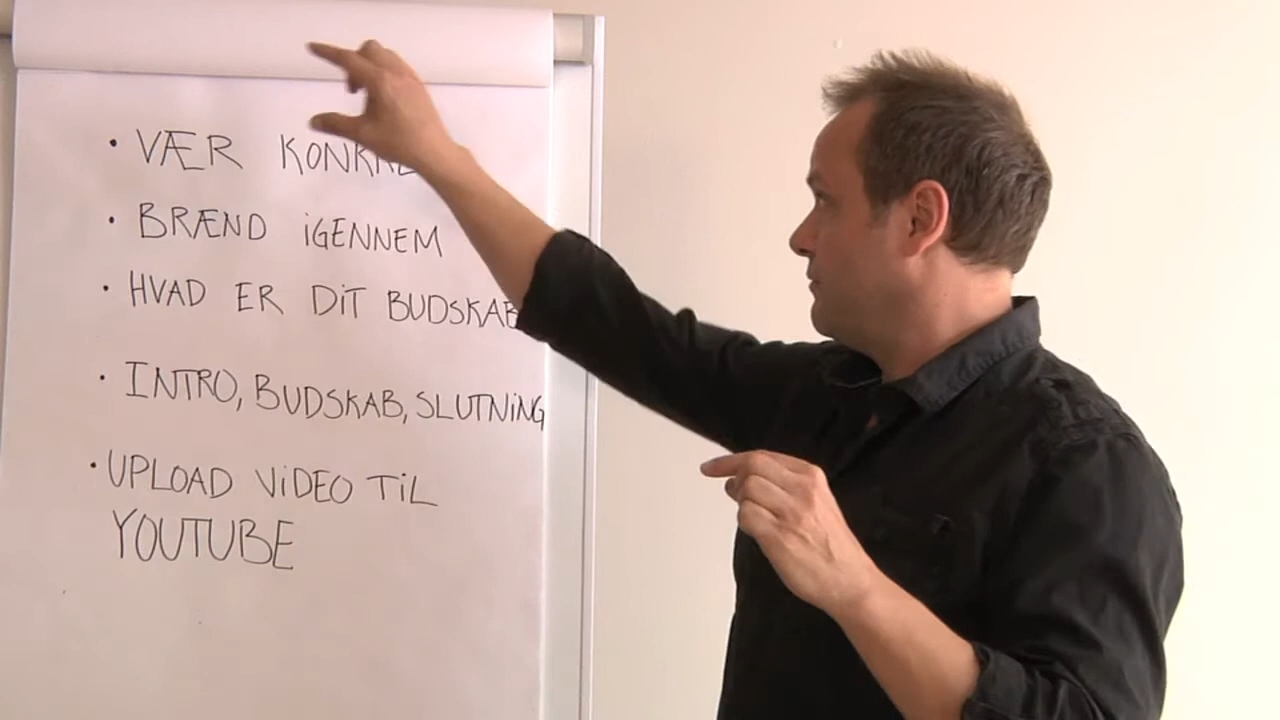 • VÆR
• BRÆND iGENNEM
• HVAD ER DiT BUDSKAB
• INTRO, BUDSKAB, SLUTNiNG
• UPLOAD ViDEO TiL
YOUTUBE